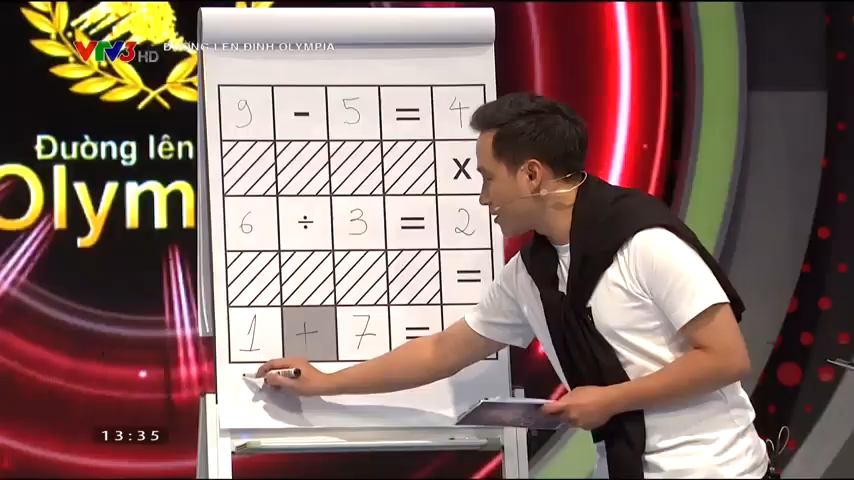 VTV3 HD ĐƯỜNG LÊN ĐỈNH OLYMPIA
Đường lên
Olymp
9 - 5 = 4
×
6 ÷ 3 = 2
=
1 + 7 =
13:35